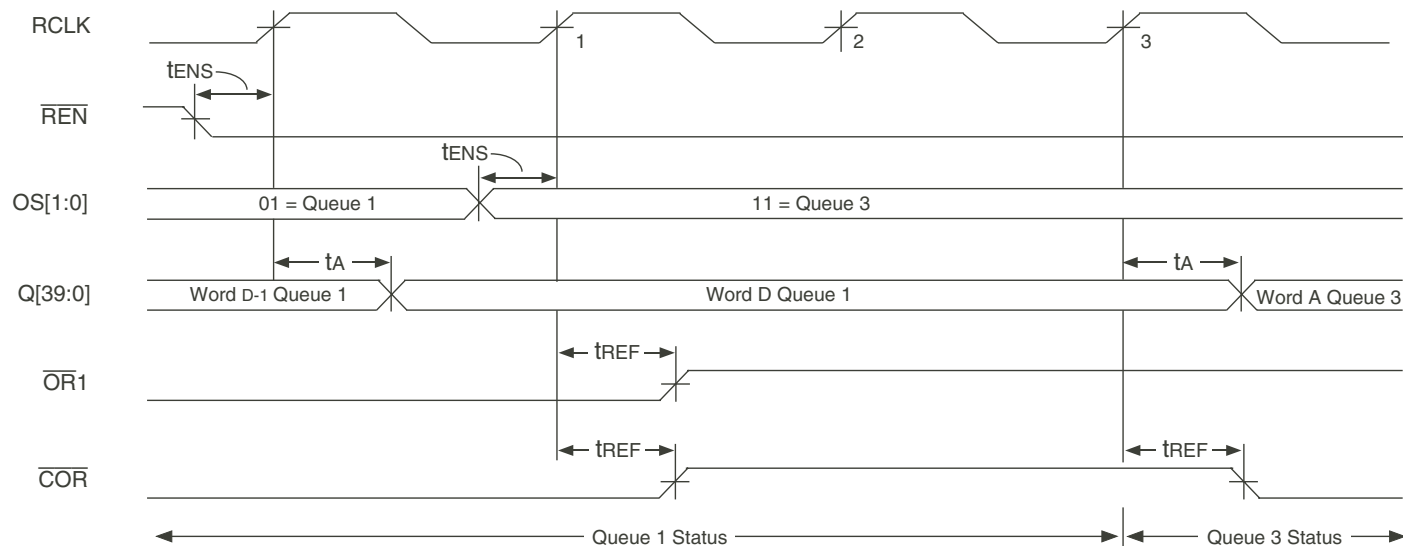 RCLK
1
2
3
tENS
REN
tENS
OS[1:0]
01 = Queue 1
11 = Queue 3
tA
tA
Q[39:0]
Word D-1 Queue 1
Word D Queue 1
Word A Queue 3
tREF
OR1
tREF
tREF
COR
Queue 1 Status
Queue 3 Status